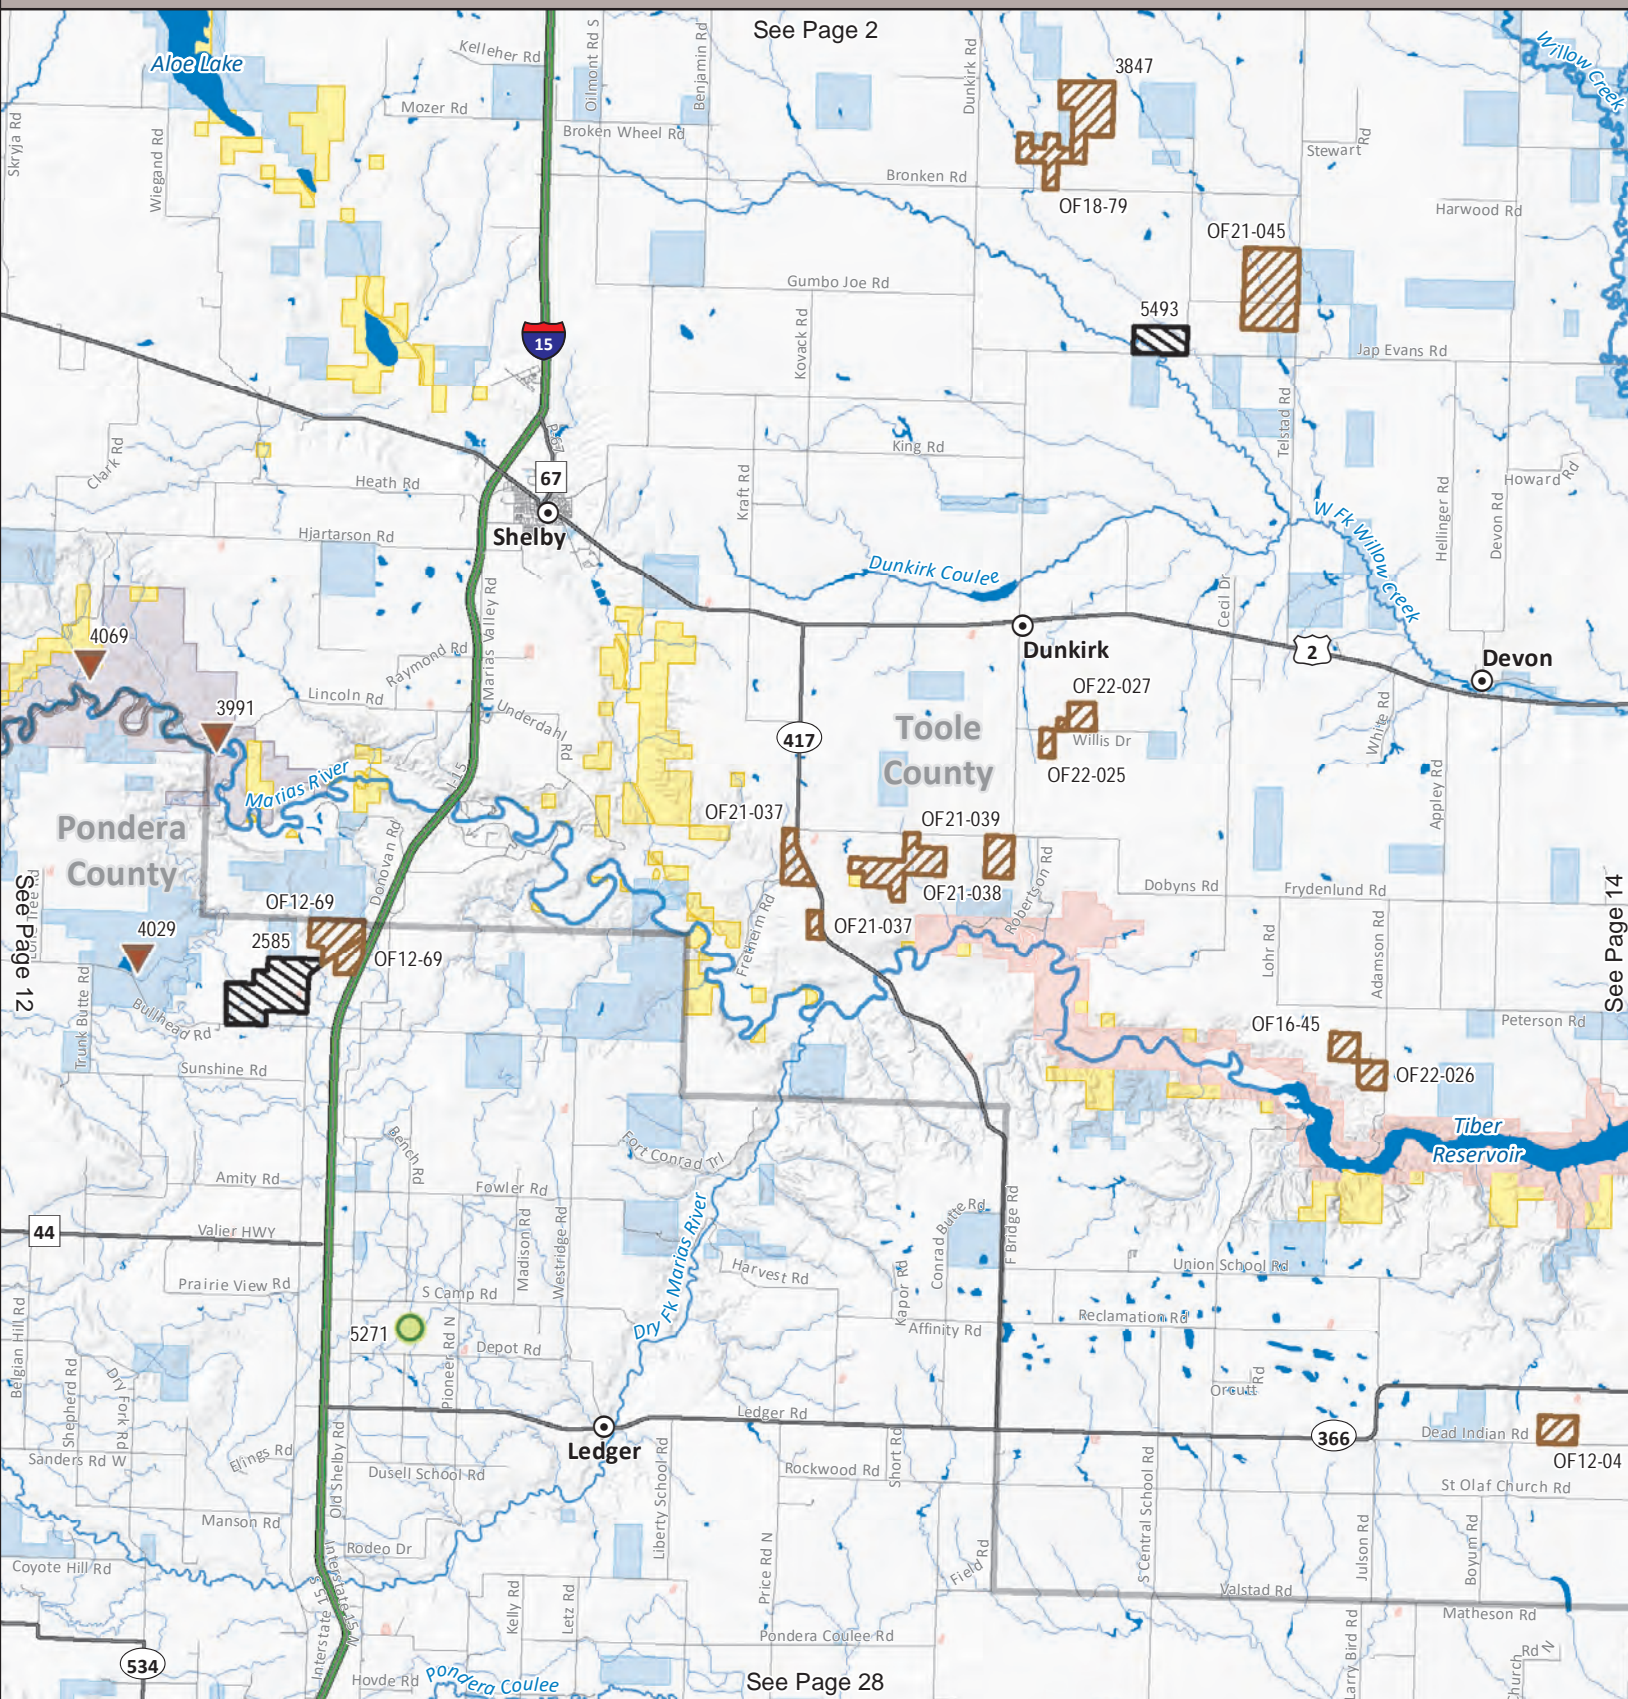 See Page 2
Aloe Lake
Kelleher Rd
Oilmont Rd S
Benjamin Rd
Dunkirk Rd
3847
Willow Creek
Skryja Rd
Wiegand Rd
Mozer Rd
Broken Wheel Rd
Stewart Rd
Bronken Rd
OF18-79
Harwood Rd
OF21-045
Gumbo Joe Rd
5493
15
Kovack Rd
Jap Evans Rd
Telstad Rd
King Rd
Clark Rd
Heath Rd
67
Kraft Rd
Hellinger Rd
Devon Rd
Howard Rd
Shelby
Hjartarson Rd
W Fk Willow Creek
Dunkirk Coulee
Marias Valley Rd
Cecil Dr
4069
Raymond Rd
Dunkirk
2
Devon
Lincoln Rd
3991
Underdahl Rd
OF22-027
417
Toole
County
Willis Dr
White Rd
OF22-025
I-15
Marias River
Appley Rd
OF21-037
OF21-039
Pondera
County
Donovan Rd
Robertson Rd
OF21-038
Dobyns Rd
Frydenlund Rd
See Page 12
See Page 14
OF12-69
4029
2585
OF12-69
Fretheim Rd
OF21-037
Lohr Rd
Adamson Rd
Trunk Butte Rd
Bullhead Rd
OF16-45
Peterson Rd
Sunshine Rd
OF22-026
Bench Rd
Fort Conrad Trl
Tiber
Reservoir
Amity Rd
Fowler Rd
44
Valier HWY
Madison Rd
Westridge Rd
Dry Fk Marias River
Conrad Butte Rd
F Bridge Rd
Harvest Rd
Union School Rd
Prairie View Rd
S Camp Rd
Kapor Rd
Belgian Hill Rd
5271
Pioneer Rd N
Depot Rd
Affinity Rd
Reclamation Rd
Shepherd Rd
Dry Fork Rd
Orcutt Rd
Ledger Rd
Ledger
366
Dead Indian Rd
OF12-04
Sanders Rd W
Elings Rd
Old Shelby Rd
Dusell School Rd
Liberty School Rd
Rockwood Rd
Short Rd
S Central School Rd
St Olaf Church Rd
Manson Rd
Rodeo Dr
Price Rd N
Field Rd
Julson Rd
Boyum Rd
Coyote Hill Rd
Interstate 15 S
Interstate 15 N
Kelly Rd
Letz Rd
Valstad Rd
Matheson Rd
Pondera Coulee Rd
Larry Bird Rd
Church Rd N
534
Hovde Rd
Pondera Coulee
See Page 28